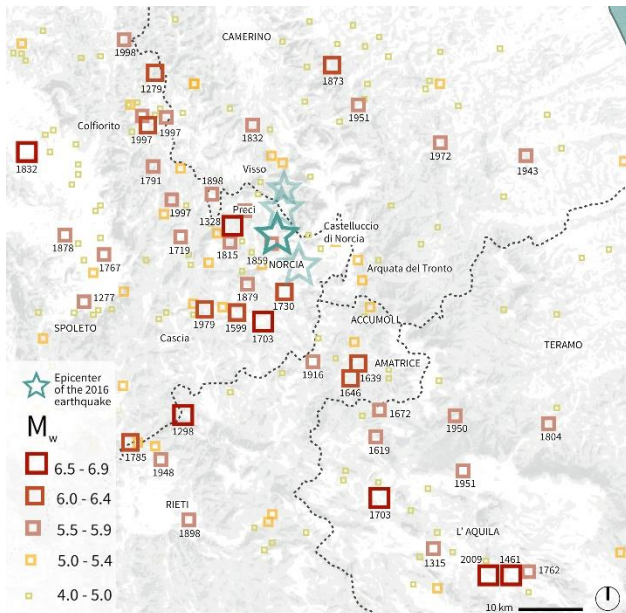 CAMERINO
1998
1279
1873
1951
Colfiorito
1997
1997
1832
1972
1943
1832
1791
Visso
1898
1997
Preci
1328
Castelluccio
di Norcia
1878
1719
1815
1859
NORCIA
1767
Arquata del Tronto
1277
1879
1730
SPOLETO
1979
1599
1703
ACCUMOLI
Cascia
TERAMO
Epicenter
of the 2016
earthquake
1916
AMATRICE
1639
1646
Mw
1298
1672
1950
1804
6.5 - 6.9
1785
1619
6.0 - 6.4
1948
1951
5.5 - 5.9
RIETI
1703
1898
5.0 - 5.4
L' AQUILA
1315
2009
1461
1762
4.0 - 5.0
10 km